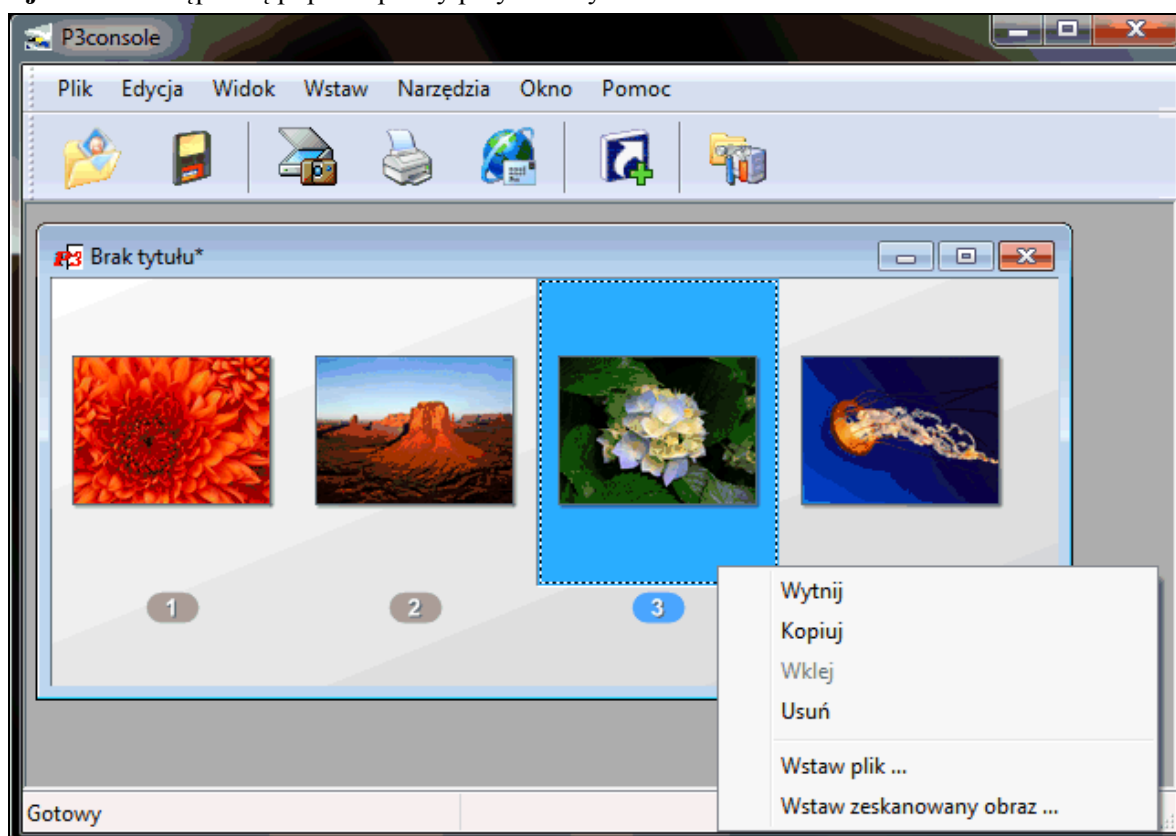 P3console
Plik Edycja Widok Wstaw Narzędzia Okno Pomoc
P3 Brak tytułu*
1 2 3
Wytnij
Kopiuj
Wklej
Usuń
Wstaw plik ...
Wstaw zeskanowany obraz ...
Gotowy